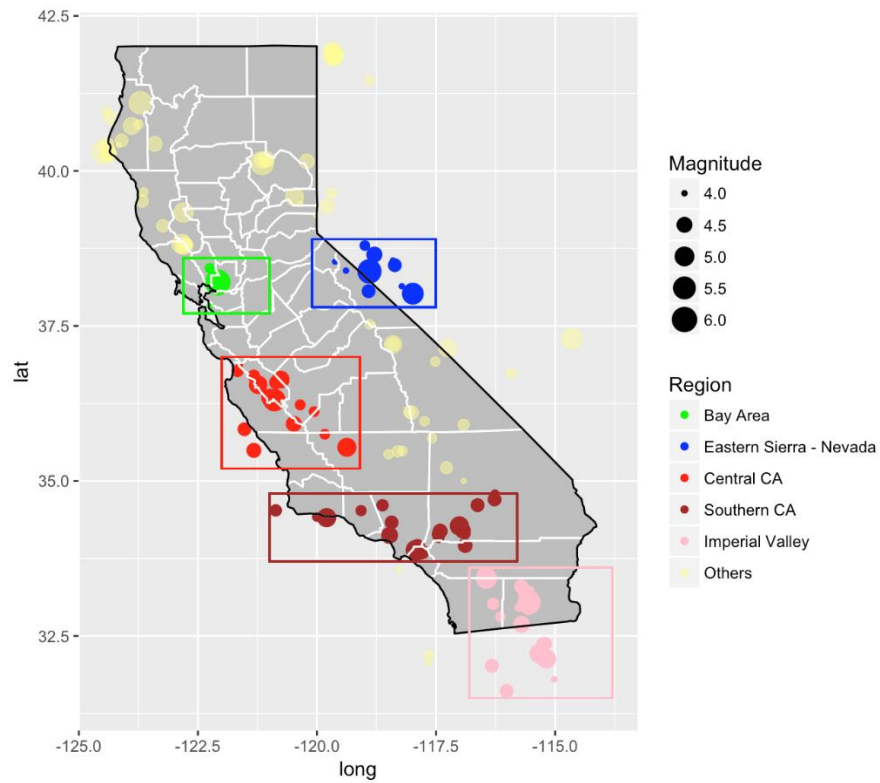 42.5
40.0
37.5
35.0
32.5
lat
-125.0
-122.5
-120.0
-117.5
-115.0
long
Magnitude
4.0
4.5
5.0
5.5
6.0
Region
Bay Area
Eastern Sierra - Nevada
Central CA
Southern CA
Imperial Valley
Others